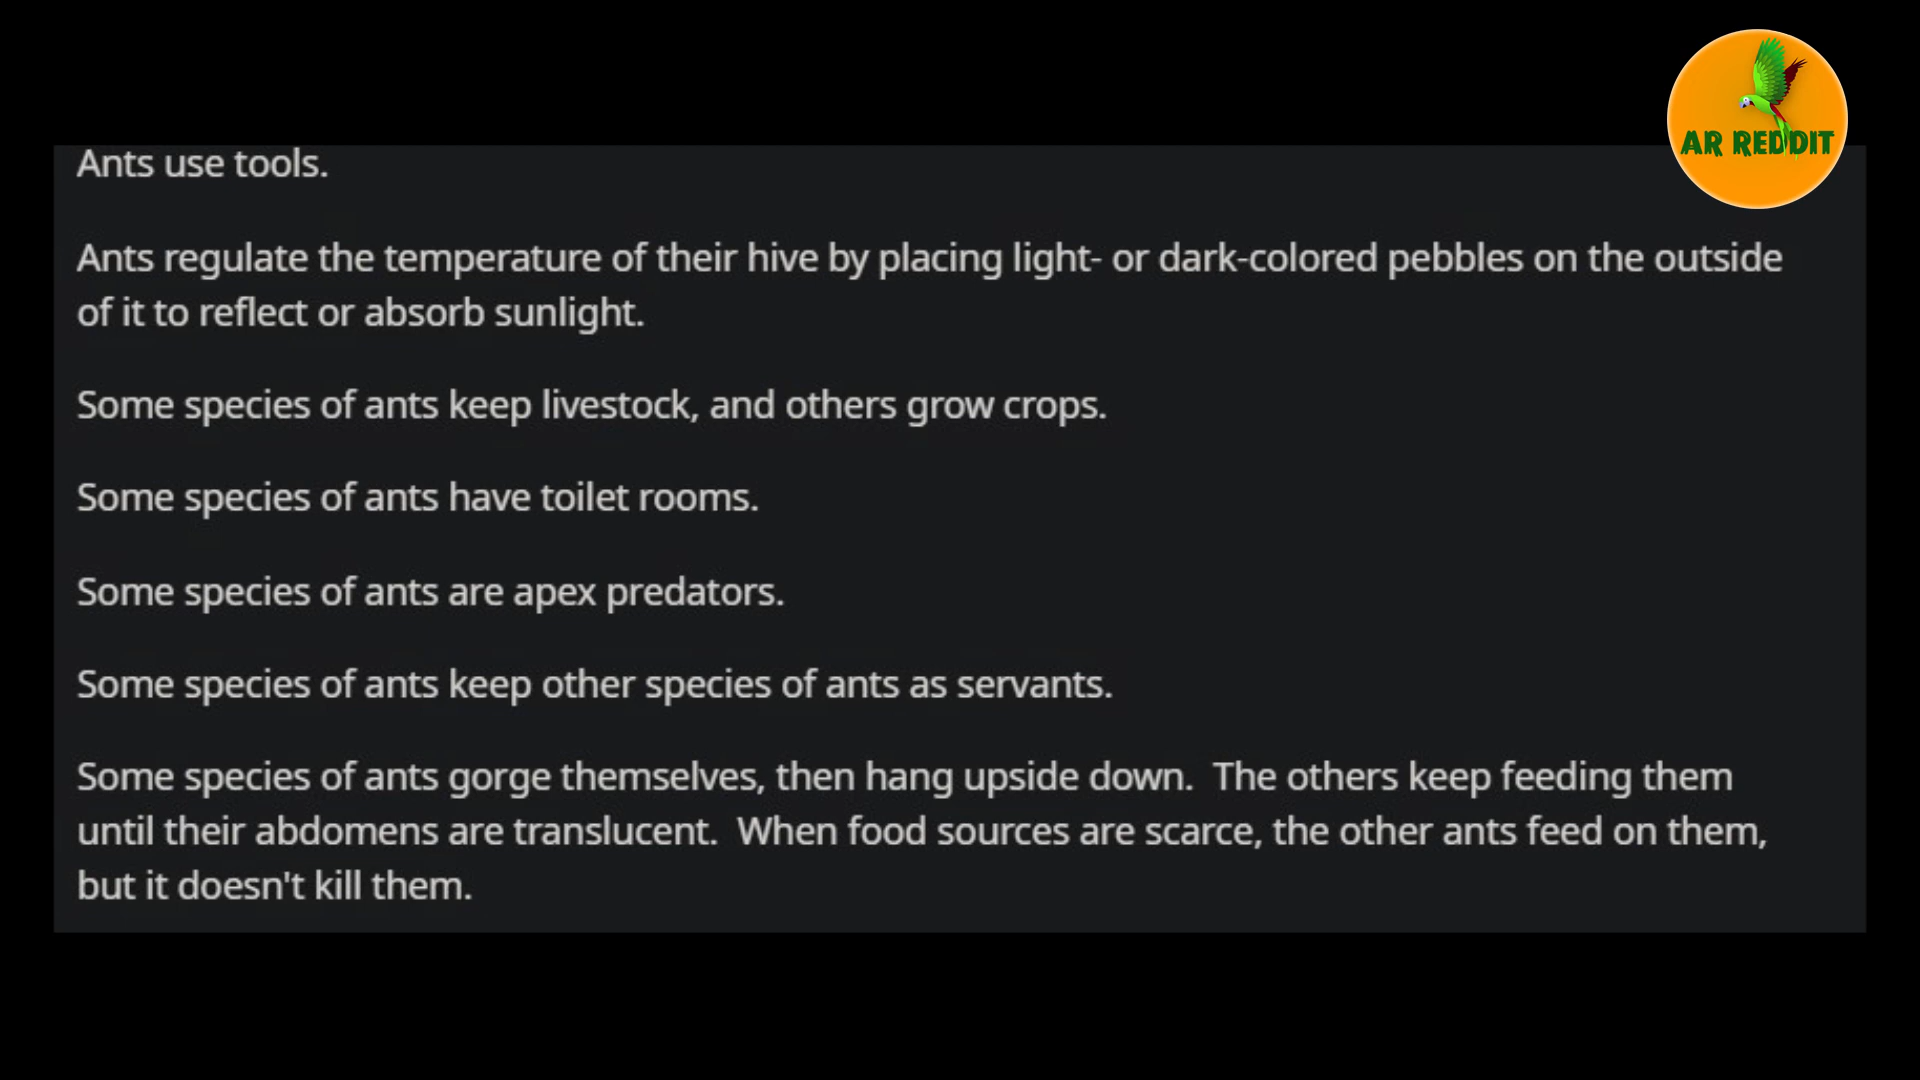 AR REDDIT
Ants use tools.
Ants regulate the temperature of their hive by placing light- or dark-colored pebbles on the outside
of it to reflect or absorb sunlight.
Some species of ants keep livestock, and others grow crops.
Some species of ants have toilet rooms.
Some species of ants are apex predators.
Some species of ants keep other species of ants as servants.
Some species of ants gorge themselves, then hang upside down.  The others keep feeding them
until their abdomens are translucent.  When food sources are scarce, the other ants feed on them,
but it doesn't kill them.